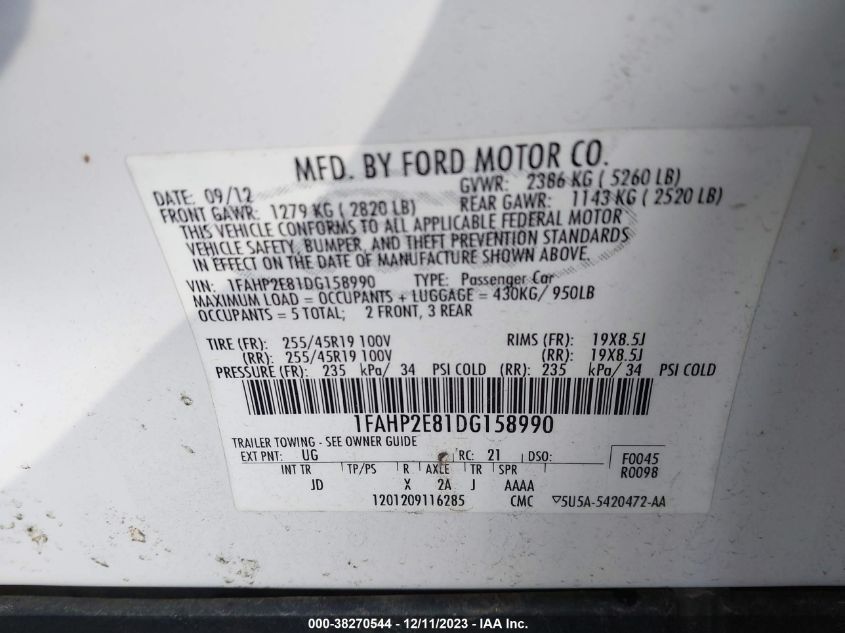 MFD. BY FORD MOTOR CO.
DATE: 09/12 GVWR: 2386 KG ( 5260 LB)
FRONT GAWR: 1279 KG ( 2820 LB) REAR GAWR: 1143 KG ( 2520 LB)
THIS VEHICLE CONFORMS TO ALL APPLICABLE FEDERAL MOTOR
VEHICLE SAFETY, BUMPER, AND THEFT PREVENTION STANDARDS
IN EFFECT ON THE DATE OF MANUFACTURE SHOWN ABOVE.
VIN: 1FAHP2E81DG158990 TYPE: Passenger Car
MAXIMUM LOAD = OCCUPANTS + LUGGAGE = 430KG/ 950LB
OCCUPANTS = 5 TOTAL; 2 FRONT, 3 REAR
TIRE (FR): 255/45R19 100V RIMS (FR): 19X8.5J
(RR): 255/45R19 100V (RR): 19X8.5J
PRESSURE (FR): 235 kPa/ 34 PSI COLD (RR): 235 kPa/ 34 PSI COLD
1FAHP2E81DG158990
TRAILER TOWING - SEE OWNER GUIDE
EXT PNT: UG RC: 21 DSO: F0045
INT TR TP/PS R AXLE TR SPR R0098
JD X 2A J AAAA
1201209116285 CMC ▽5U5A-5420472-AA
000-38270544 - 12/11/2023 - IAAI.com